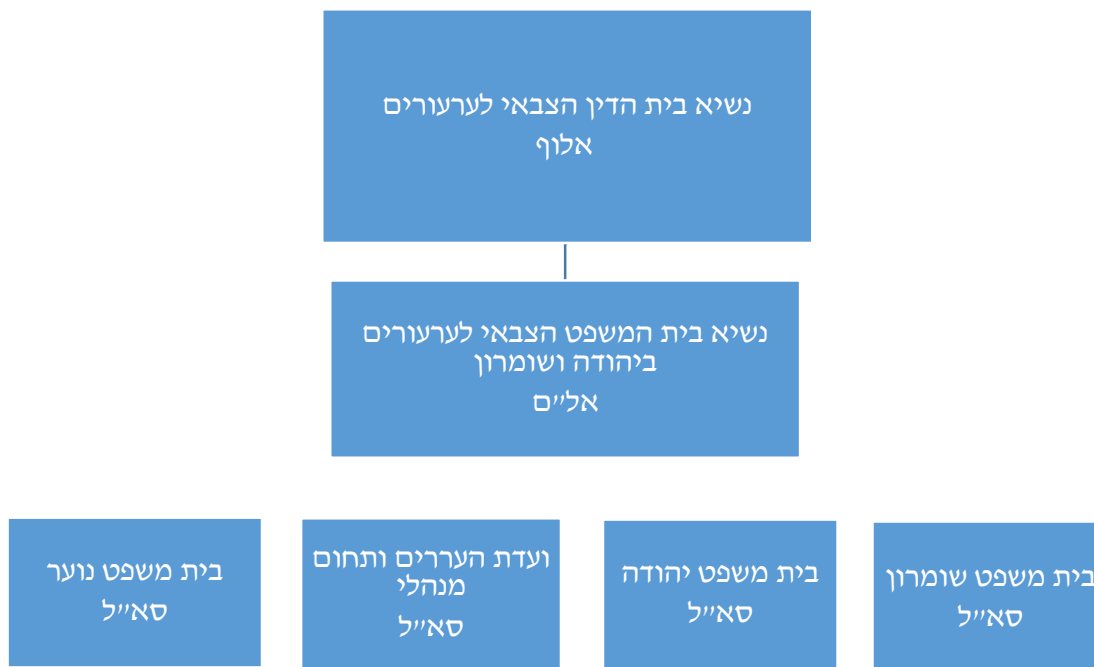 נשיא בית הדין הצבאי לערעורים
אלוף
נשיא בית המשפט הצבאי לערעורים
ביהודה ושומרון
אל״ם
בית משפט שומרון
סא״ל
בית משפט יהודה
סא״ל
ועדת העררים ותחום
מנהלי
סא״ל
בית משפט נוער
סא״ל